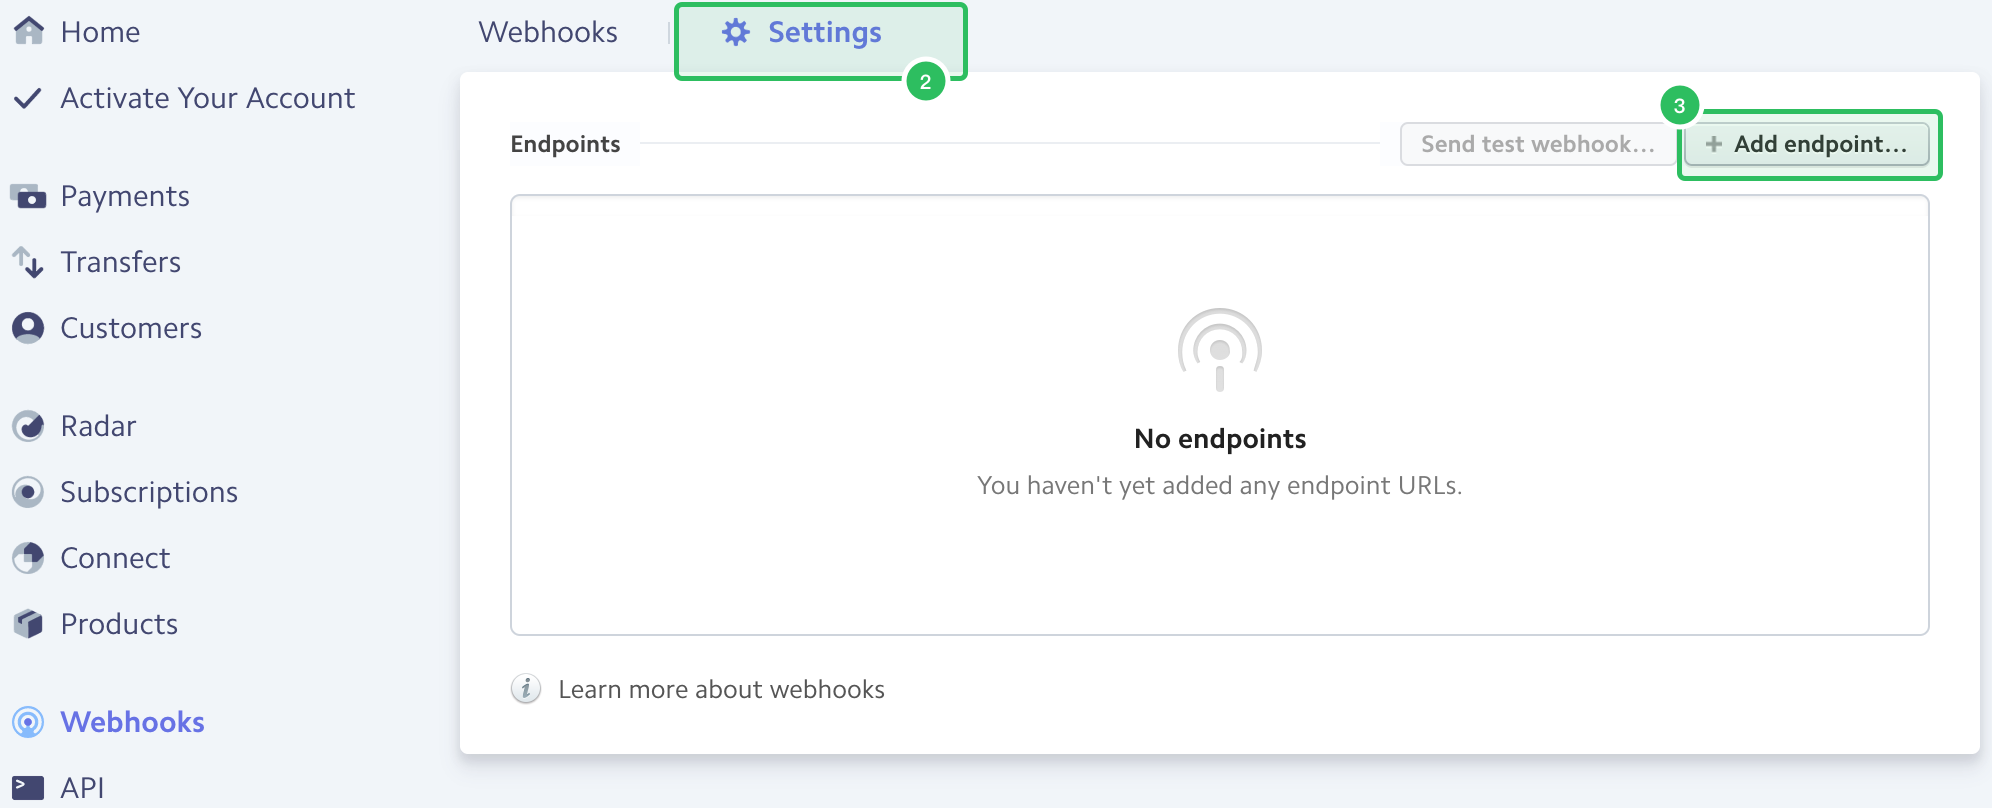 Home
Activate Your Account
Payments
Transfers
Customers
Radar
Subscriptions
Connect
Products
Webhooks
API
Webhooks
Settings
2
3
Endpoints
Send test webhook...
+ Add endpoint...
No endpoints
You haven't yet added any endpoint URLs.
i Learn more about webhooks